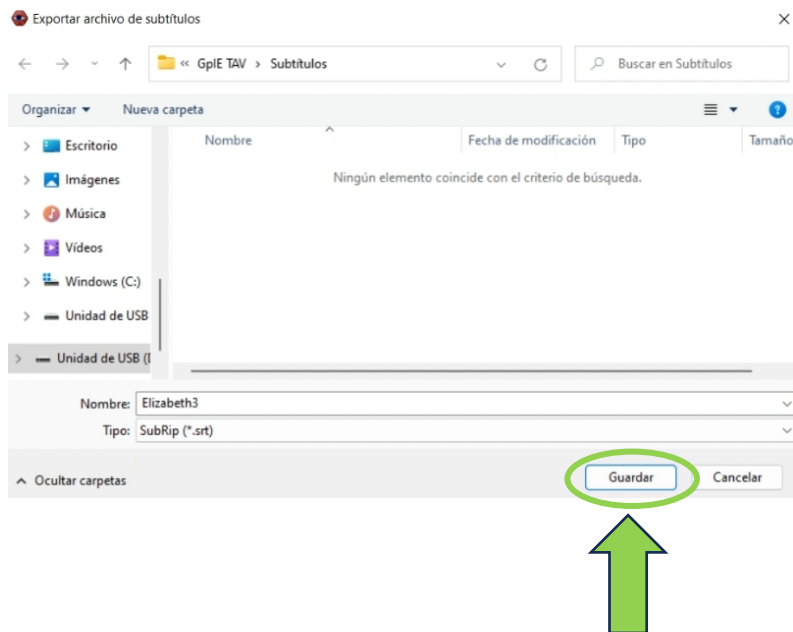 Exportar archivo de subtítulos
« GpIE TAV > Subtítulos
Buscar en Subtítulos
Organizar
Nueva carpeta
?
Nombre
Fecha de modificación
Tipo
Tamaño
Ningún elemento coincide con el criterio de búsqueda.
Escritorio
Imágenes
Música
Vídeos
Windows (C:)
Unidad de USB
Unidad de USB (
Nombre: Elizabeth3
Tipo: SubRip (*.srt)
Ocultar carpetas
Guardar
Cancelar